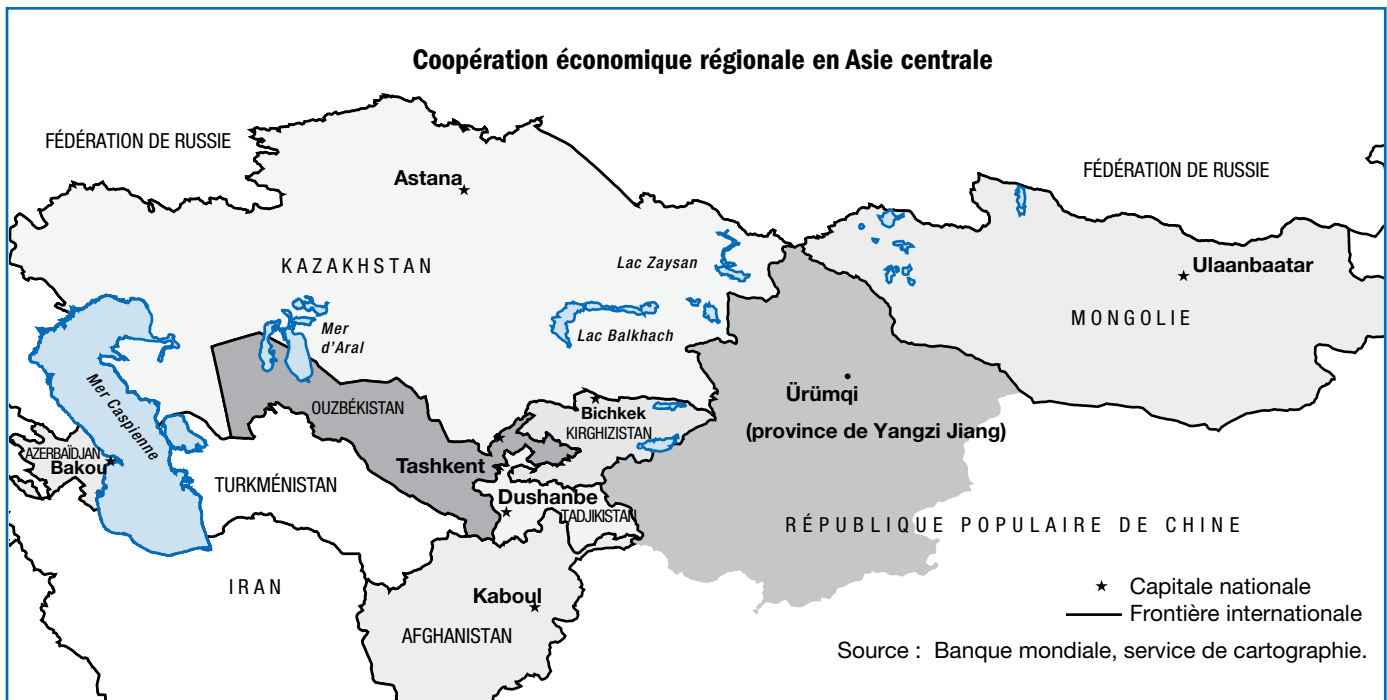 Coopération économique régionale en Asie centrale
FÉDÉRATION DE RUSSIE
FÉDÉRATION DE RUSSIE
Astana
KAZAKHSTAN
Lac Zaysan
Ulaanbaatar
MONGOLIE
Mer
d'Aral
Lac Balkhach
Mer Caspienne
Ürümqi
(province de Yangzi Jiang)
OUZBÉKISTAN
Bichkek
KIRGHIZISTAN
AZERBAÏDJAN
Bakou
Tashkent
TURKMÉNISTAN
Dushanbe
TADJIKISTAN
RÉPUBLIQUE POPULAIRE DE CHINE
IRAN
Kaboul
AFGHANISTAN
Capitale nationale
Frontière internationale
Source : Banque mondiale, service de cartographie.